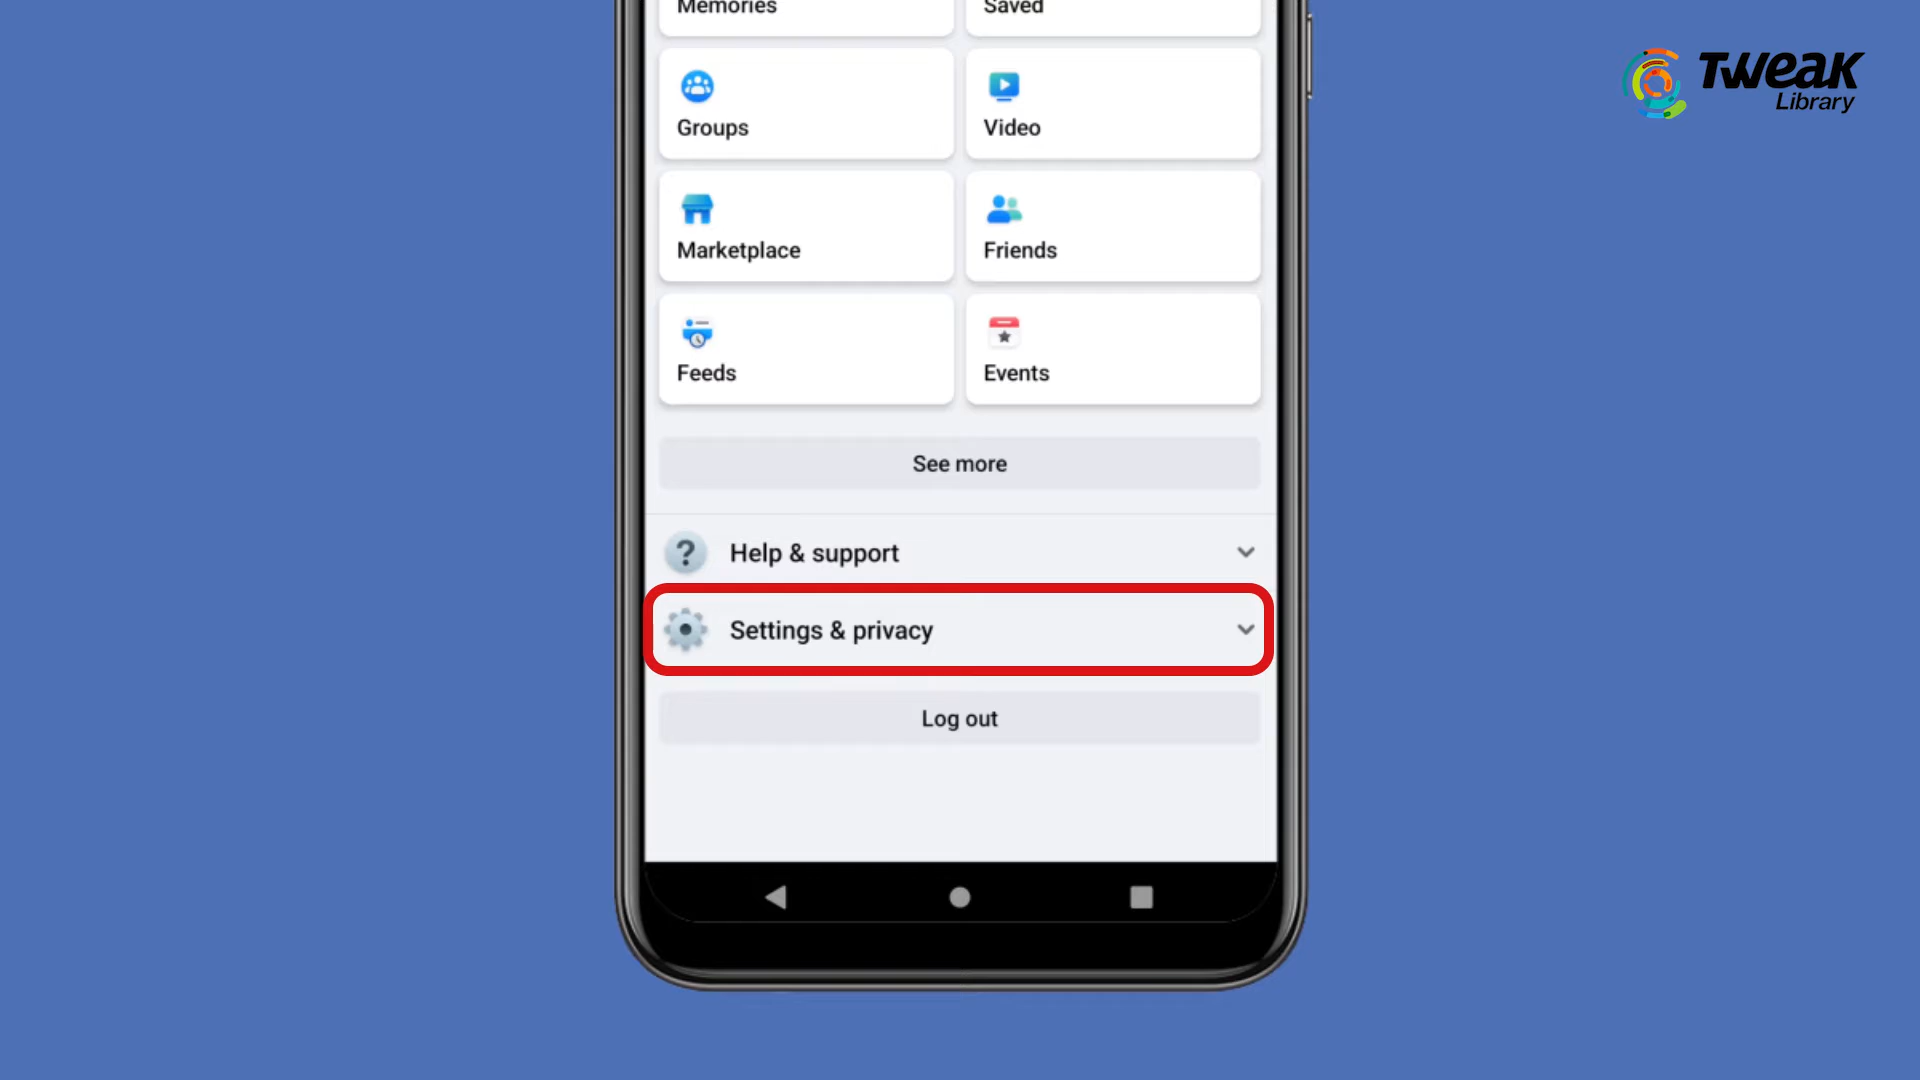 Memories
Saved
Tweak
Library
Groups
Video
Marketplace
Friends
Feeds
Events
See more
Help & support
Settings & privacy
Log out